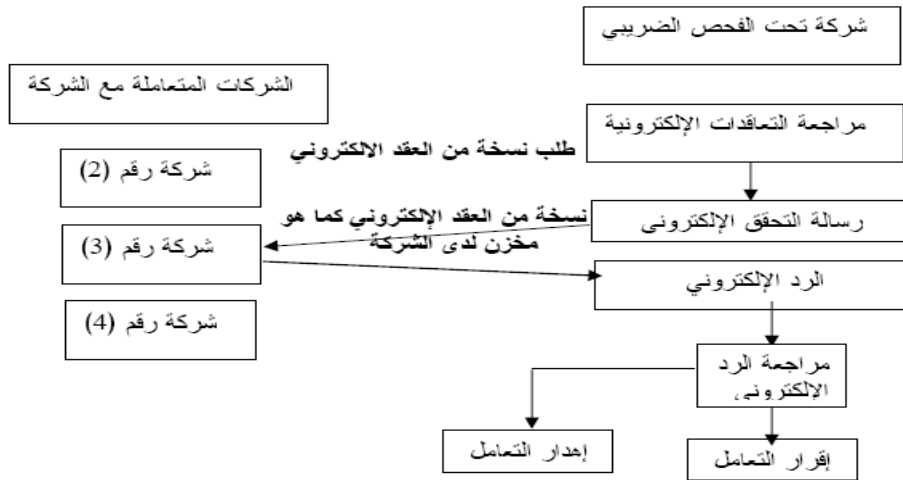 شركة تحت الفحص الضريبي
الشركات المتعاملة مع الشركة
مراجعة التعاقدات الإلكترونية
طلب نسخة من العقد الالكتروني
شركة رقم (2)
رسالة التحقق الإلكترونى
نسخة من العقد الإلكتروني كما هو
مخزن لدى الشركة
شركة رقم (3)
الرد الإلكتروني
شركة رقم (4)
مراجعة الرد
الإلكترونى
إهدار التعامل
إقرار التعامل